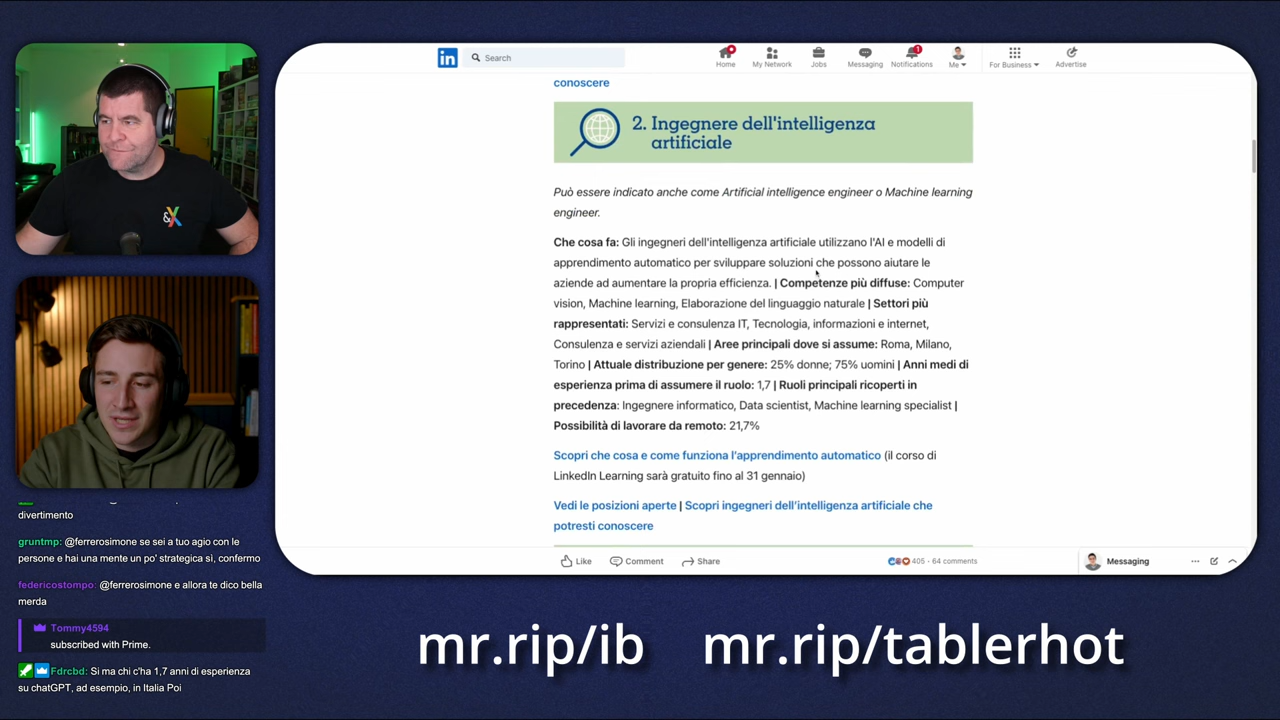 in
Search
Home
My Network
Jobs
Messaging
Notifications
1
Me
For Business
Advertise
conoscere
2. Ingegnere dell'intelligenza
artificiale
Può essere indicato anche come Artificial intelligence engineer o Machine learning
engineer.
Che cosa fa: Gli ingegneri dell'intelligenza artificiale utilizzano l'AI e modelli di
apprendimento automatico per sviluppare soluzioni che possono aiutare le
aziende ad aumentare la propria efficienza. | Competenze più diffuse: Computer
vision, Machine learning, Elaborazione del linguaggio naturale | Settori più
rappresentati: Servizi e consulenza IT, Tecnologia, informazioni e internet,
Consulenza e servizi aziendali | Aree principali dove si assume: Roma, Milano,
Torino | Attuale distribuzione per genere: 25% donne; 75% uomini | Anni medi di
esperienza prima di assumere il ruolo: 1,7 | Ruoli principali ricoperti in
precedenza: Ingegnere informatico, Data scientist, Machine learning specialist |
Possibilità di lavorare da remoto: 21,7%
Scopri che cosa e come funziona l'apprendimento automatico (il corso di
LinkedIn Learning sarà gratuito fino al 31 gennaio)
Vedi le posizioni aperte | Scopri ingegneri dell'intelligenza artificiale che
potresti conoscere
Like
Comment
Share
405 · 64 comments
Messaging
&X
divertimento
gruntmp: @ferrerosimone se sei a tuo agio con le
persone e hai una mente un po' strategica sì, confermo
federicostompo: @ferrerosimone e allora te dico bella
merda
Tommy4594
subscribed with Prime.
Fdrcbd: Si ma chi c'ha 1,7 anni di esperienza
su chatGPT, ad esempio, in Italia Poi
mr.rip/ib
mr.rip/tablerhot